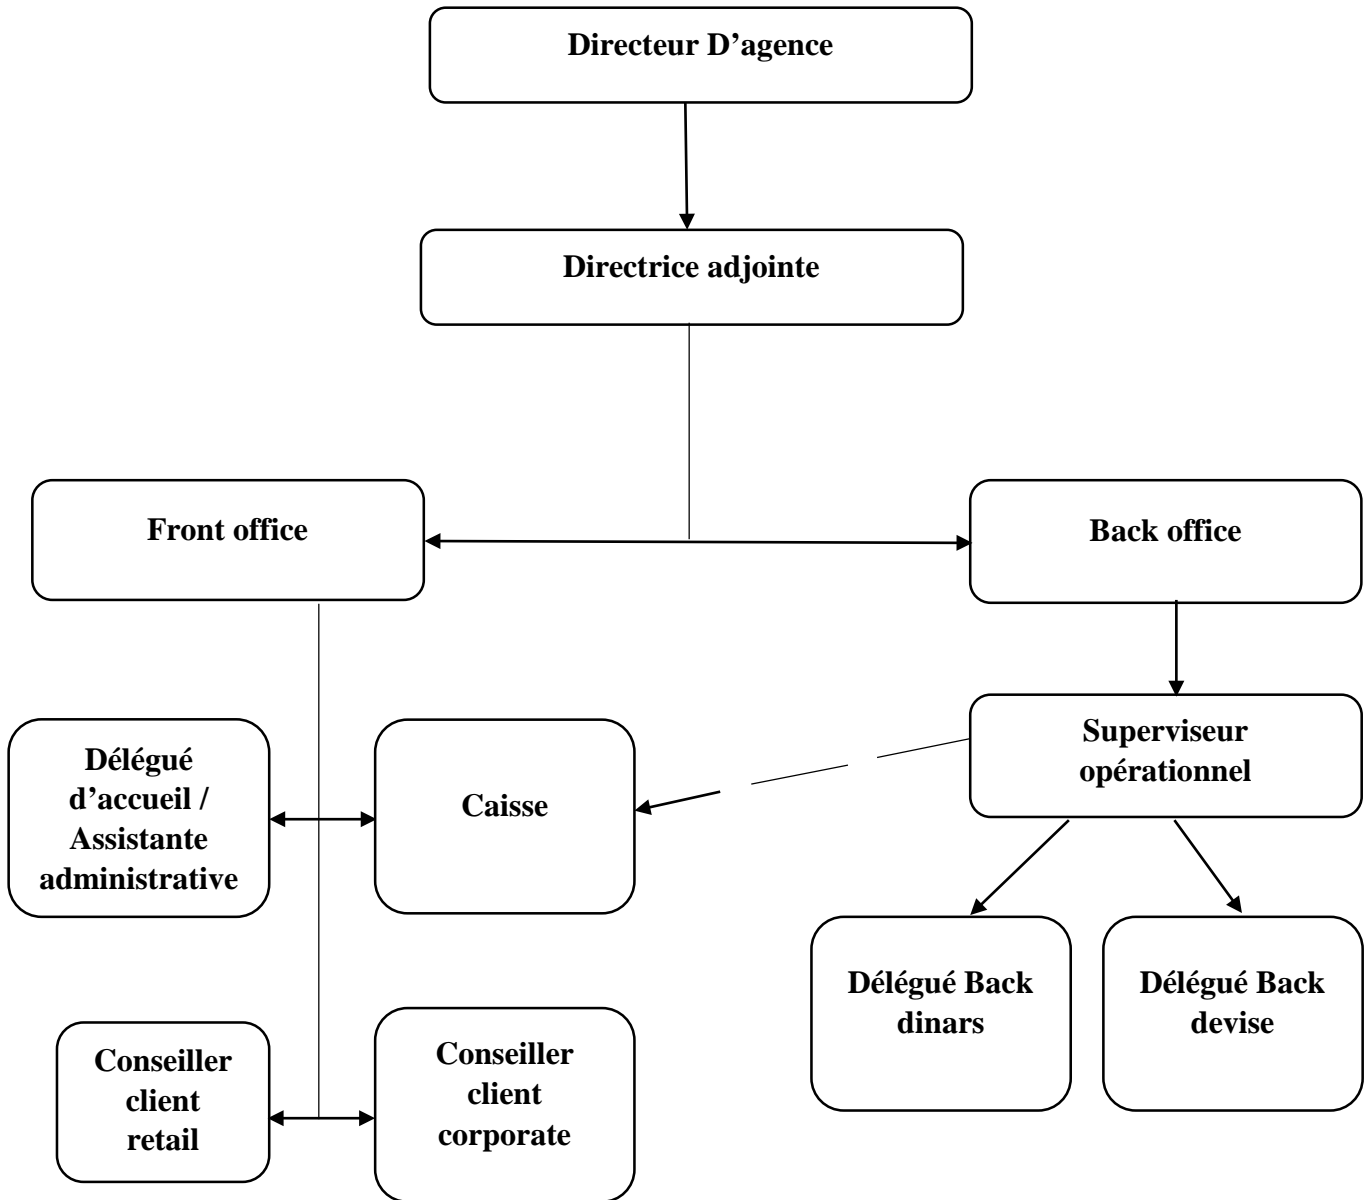 Directeur D’agence
Directrice adjointe
Front office
Back office
Délégué
d’accueil /
Assistante
administrative
Caisse
Superviseur
opérationnel
Conseiller
client
retail
Conseiller
client
corporate
Délégué Back
dinars
Délégué Back
devise